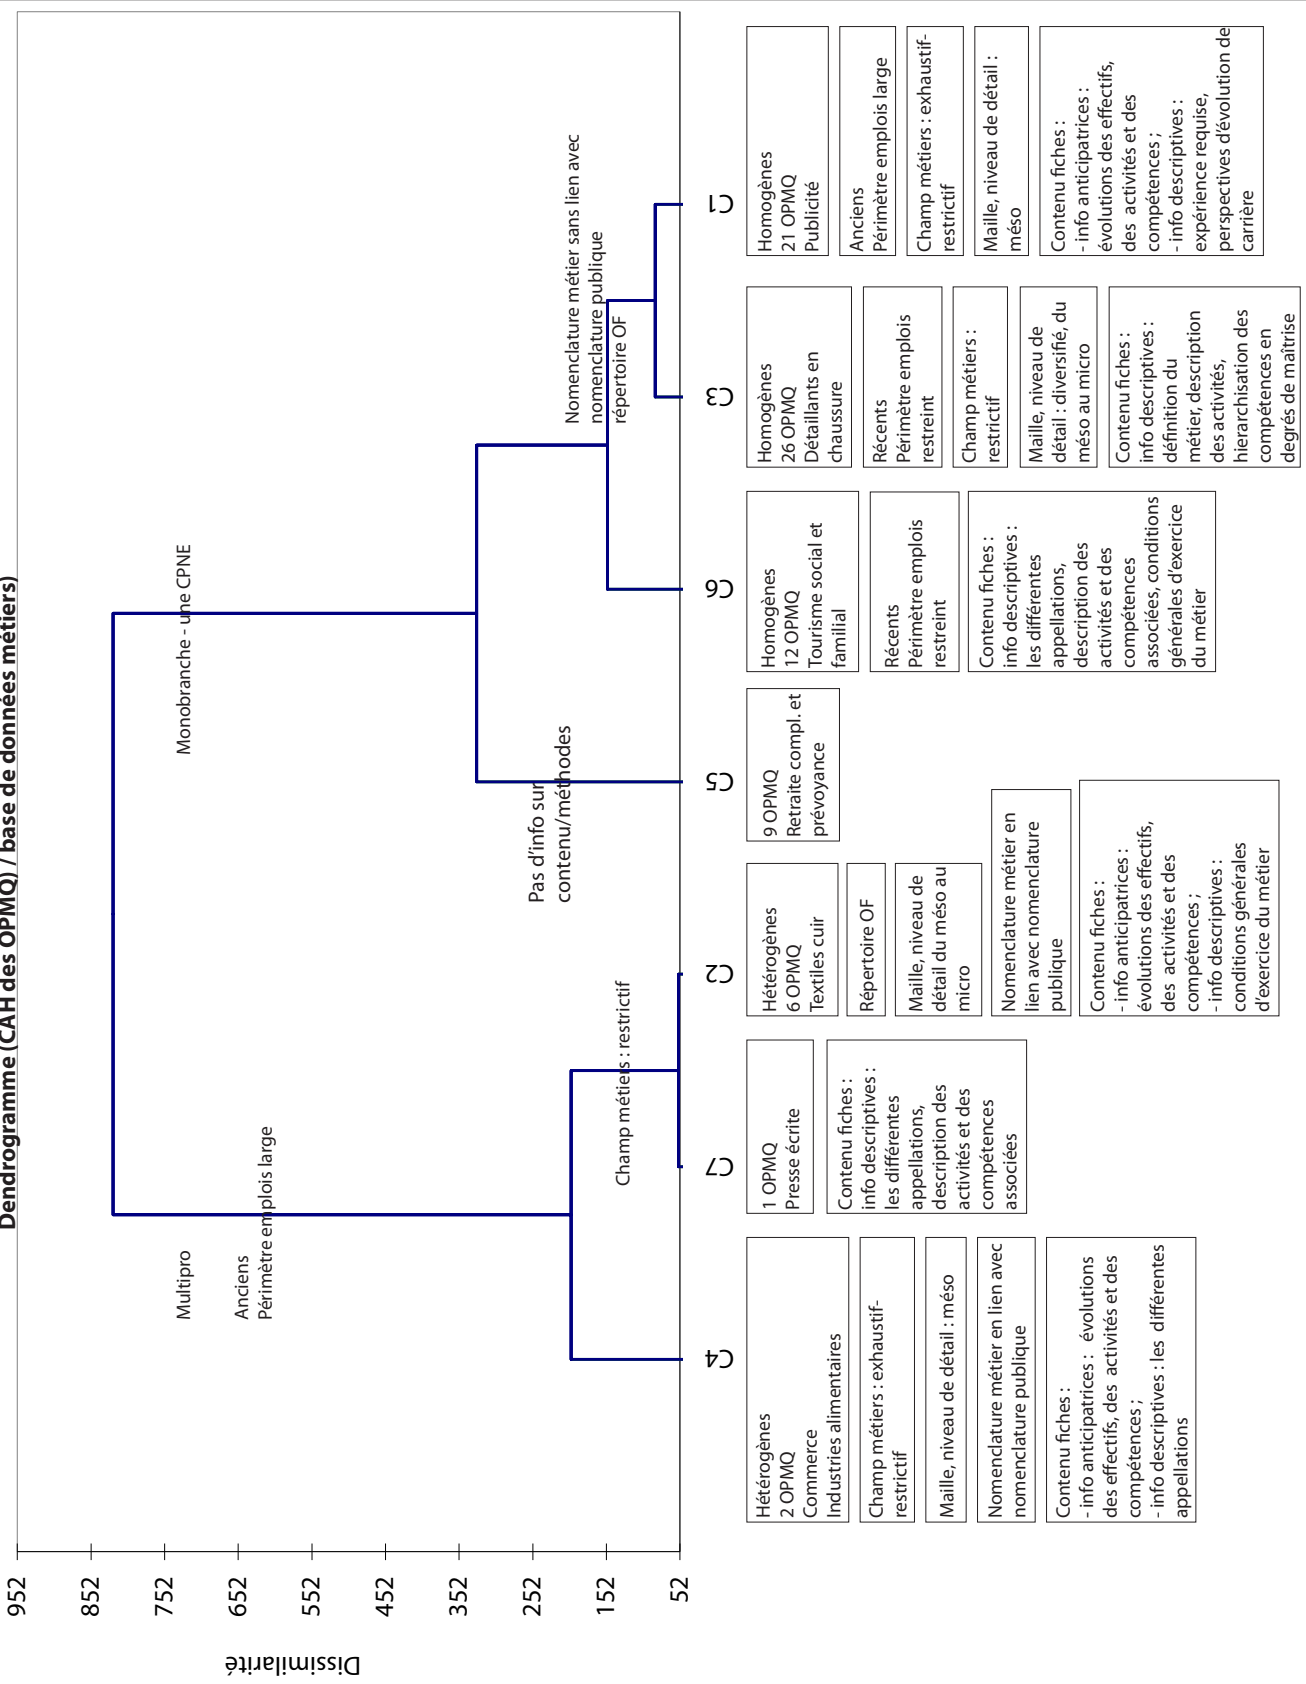 Dendrogramme (CAH des OPMQ) / base de données métiers)
Dissimilarité
952
852
752
652
552
452
352
252
152
52
Multipro
Anciens
Périmètre emplois large
Monobranche - une CPNE
Champ métiers : restrictif
Pas d'info sur
contenu/méthodes
Nomenclature métier sans lien avec
nomenclature publique
répertoire OF
C4
C7
C2
C5
C6
C3
C1
Hétérogènes
2 OPMQ
Commerce
Industries alimentaires
Champ métiers : exhaustif-
restrictif
Maille, niveau de détail : méso
Nomenclature métier en lien avec
nomenclature publique
Contenu fiches :
- info anticipatrices : évolutions
des effectifs, des activités et des
compétences ;
- info descriptives : les différentes
appellations
1 OPMQ
Presse écrite
Contenu fiches :
info descriptives :
les différentes
appellations,
description des
activités et des
compétences
associées
Hétérogènes
6 OPMQ
Textiles cuir
Répertoire OF
Maille, niveau de
détail du méso au
micro
Nomenclature métier en
lien avec nomenclature
publique
Contenu fiches :
- info anticipatrices :
évolutions des effectifs,
des activités et des
compétences ;
- info descriptives :
conditions générales
d'exercice du métier
9 OPMQ
Retraite compl. et
prévoyance
Homogènes
12 OPMQ
Tourisme social et
familial
Récents
Périmètre emplois
restreint
Contenu fiches :
info descriptives :
les différentes
appellations,
description des
activités et des
compétences
associées, conditions
générales d'exercice
du métier
Homogènes
26 OPMQ
Détaillants en
chaussure
Récents
Périmètre emplois
restreint
Champ métiers :
restrictif
Maille, niveau de
détail : diversifié, du
méso au micro
Contenu fiches :
info descriptives :
définition du
métier, description
des activités,
hierarchisation des
compétences en
degrés de maîtrise
Homogènes
21 OPMQ
Publicité
Anciens
Périmètre emplois large
Champ métiers : exhaustif-
restrictif
Maille, niveau de détail :
méso
Contenu fiches :
- info anticipatrices :
évolutions des effectifs,
des activités et des
compétences ;
- info descriptives :
expérience requise,
perspectives d'évolution de
carrière